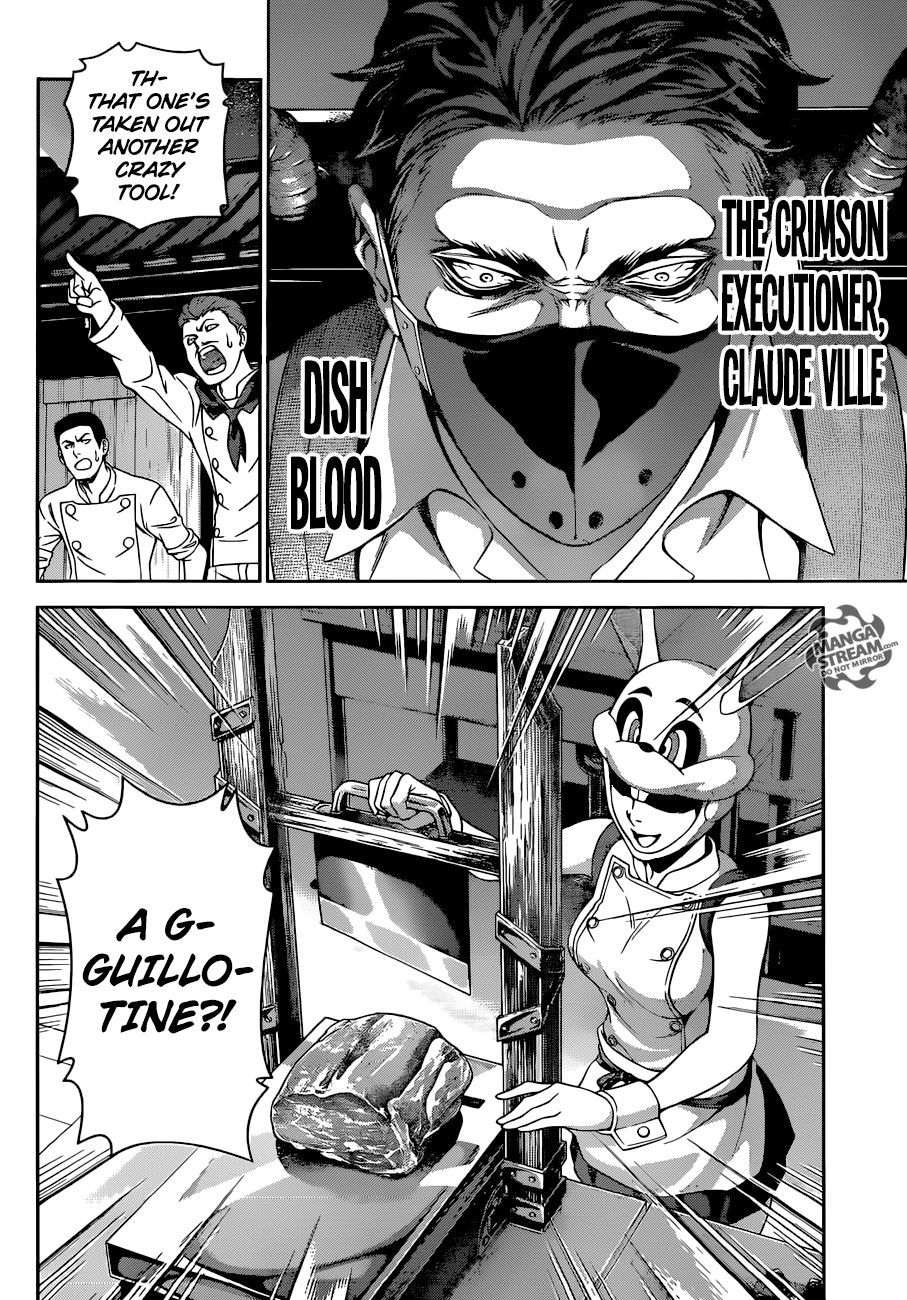 THE CRIMSON
EXECUTIONER,
CLAUDE VILLE
DISH
BLOOD
TH-
THAT ONE'S
TAKEN OUT
ANOTHER
CRAZY
TOOL!
MANGA
STREAM.com
DO NOT MIRROR
A G-
GUILLO-
TINE?!